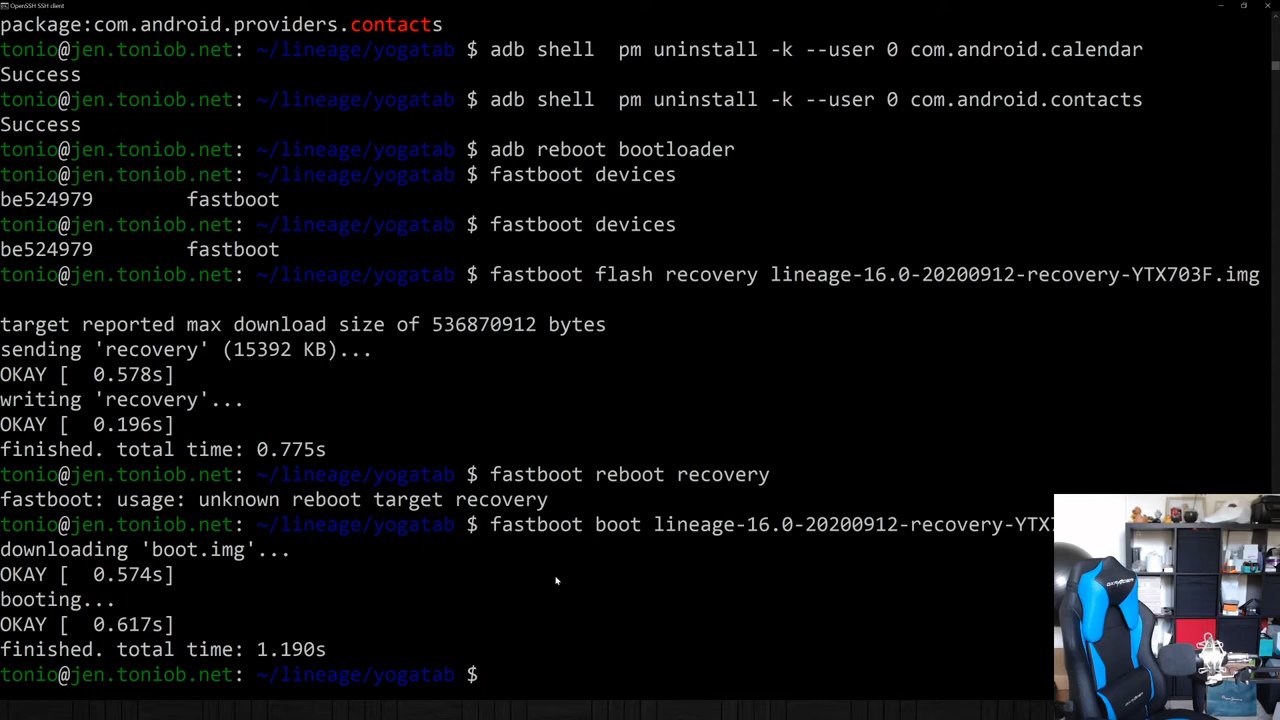 OpenSSH SSH client
package:com.android.providers.contacts
tonio@jen.toniob.net: ~/lineage/yogatab $ adb shell  pm uninstall -k --user 0 com.android.calendar
Success
tonio@jen.toniob.net: ~/lineage/yogatab $ adb shell  pm uninstall -k --user 0 com.android.contacts
Success
tonio@jen.toniob.net: ~/lineage/yogatab $ adb reboot bootloader
tonio@jen.toniob.net: ~/lineage/yogatab $ fastboot devices
be524979        fastboot
tonio@jen.toniob.net: ~/lineage/yogatab $ fastboot devices
be524979        fastboot
tonio@jen.toniob.net: ~/lineage/yogatab $ fastboot flash recovery lineage-16.0-20200912-recovery-YTX703F.img
target reported max download size of 536870912 bytes
sending 'recovery' (15392 KB)...
OKAY [  0.578s]
writing 'recovery'...
OKAY [  0.196s]
finished. total time: 0.775s
tonio@jen.toniob.net: ~/lineage/yogatab $ fastboot reboot recovery
fastboot: usage: unknown reboot target recovery
tonio@jen.toniob.net: ~/lineage/yogatab $ fastboot boot lineage-16.0-20200912-recovery-YTX
downloading 'boot.img'...
OKAY [  0.574s]
booting...
OKAY [  0.617s]
finished. total time: 1.190s
tonio@jen.toniob.net: ~/lineage/yogatab $